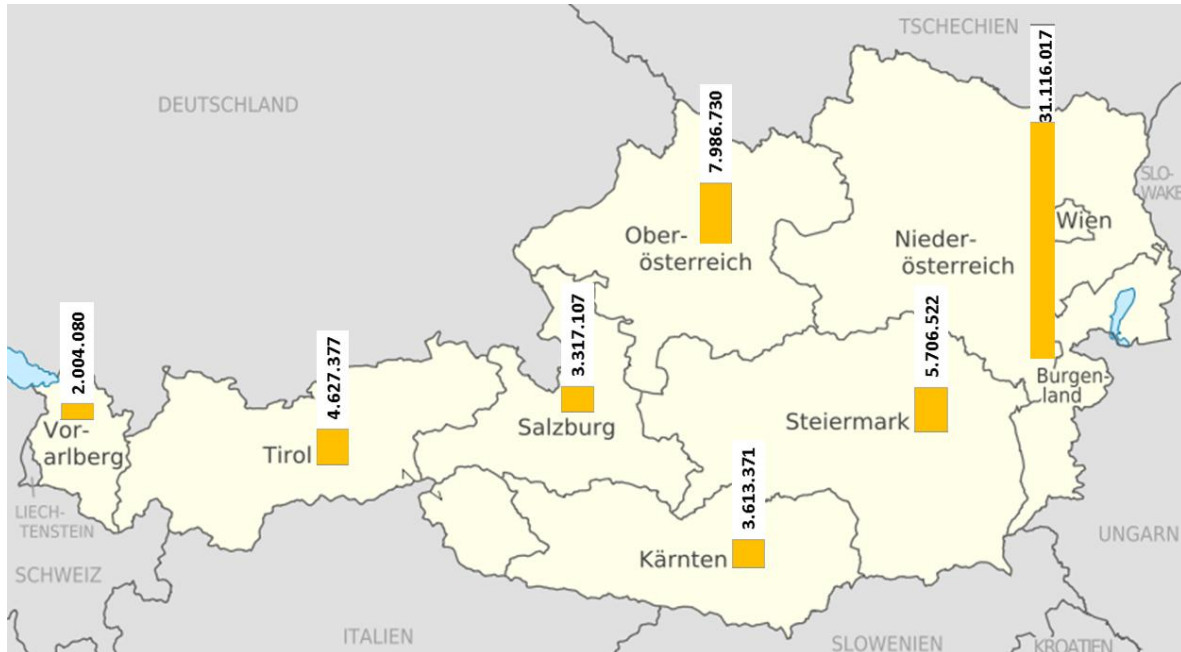 TSCHECHIEN
DEUTSCHLAND
31.116.017
7.986.730
SLO-
WAKE
Wien
Ober-
österreich
Nieder-
österreich
3.317.107
5.706.522
2.004.080
4.627.377
Burgen-
land
Vor-
arlberg
Tirol
Salzburg
Steiermark
3.613.371
LIECH-
TENSTEIN
UNGARN
Kärnten
SCHWEIZ
ITALIEN
SLOWENIEN
KROATIEN